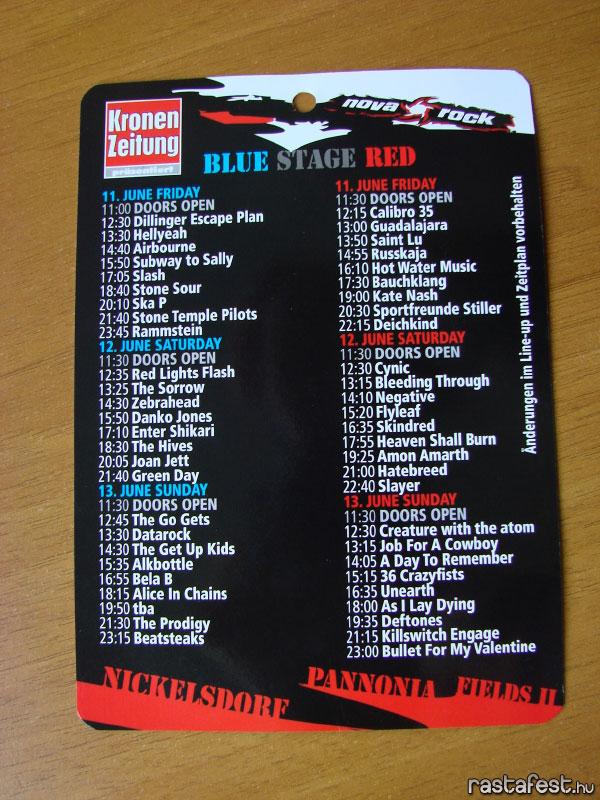 Kronen
Zeitung
präsentiert
nova rock
BLUE STAGE RED
11. JUNE FRIDAY
11:00 DOORS OPEN
12:30 Dillinger Escape Plan
13:30 Hellyeah
14:40 Airbourne
15:50 Subway to Sally
17:05 Slash
18:40 Stone Sour
20:10 Ska P
21:40 Stone Temple Pilots
23:45 Rammstein
12. JUNE SATURDAY
11:30 DOORS OPEN
12:35 Red Lights Flash
13:25 The Sorrow
14:30 Zebrahead
15:50 Danko Jones
17:10 Enter Shikari
18:30 The Hives
20:05 Joan Jett
21:40 Green Day
13. JUNE SUNDAY
11:30 DOORS OPEN
12:45 The Go Gets
13:30 Datarock
14:30 The Get Up Kids
15:35 Alkbottle
16:55 Bela B
18:15 Alice In Chains
19:50 tba
21:30 The Prodigy
23:15 Beatsteaks
11. JUNE FRIDAY
11:00 DOORS OPEN
12:15 Calibro 35
13:00 Guadalajara
13:50 Saint Lu
14:55 Russkaja
16:10 Hot Water Music
17:30 Bauchklang
19:00 Kate Nash
20:30 Sportfreunde Stiller
22:15 Deichkind
12. JUNE SATURDAY
11:30 DOORS OPEN
12:30 Cynic
13:15 Bleeding Through
14:10 Negative
15:20 Flyleaf
16:35 Skindred
17:55 Heaven Shall Burn
19:25 Amon Amarth
21:00 Hatebreed
22:40 Slayer
13. JUNE SUNDAY
11:30 DOORS OPEN
12:30 Creature with the atom
13:15 Job For A Cowboy
14:05 A Day To Remember
15:15 36 Crazyfists
16:35 Unearth
18:00 As I Lay Dying
19:35 Deftones
21:15 Killswitch Engage
23:00 Bullet For My Valentine
Änderungen im Line-up und Zeitplan vorbehalten
NICKELSDORF
PANNONIA FIELDS II
rastafest.hu